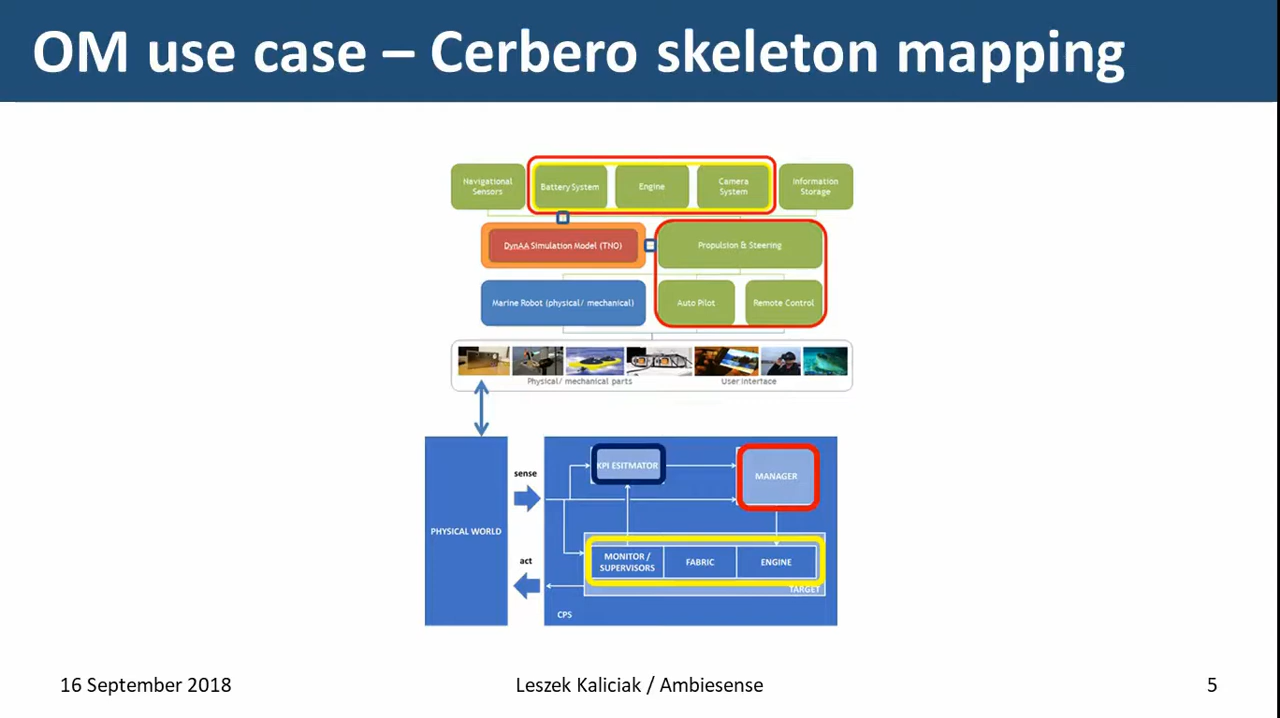 OM use case – Cerbero skeleton mapping
Navigational
Sensors
Battery System
Engine
Camera
System
Information
Storage
DynAA Simulation Model (TNO)
Propulsion & Steering
Marine Robot (physical/ mechanical)
Auto Pilot
Remote Control
Physical/ mechanical parts
User interface
PHYSICAL WORLD
sense
act
KPI ESITMATOR
MANAGER
MONITOR /
SUPERVISORS
FABRIC
ENGINE
TARGET
CPS
16 September 2018
Leszek Kaliciak / Ambiesense
5